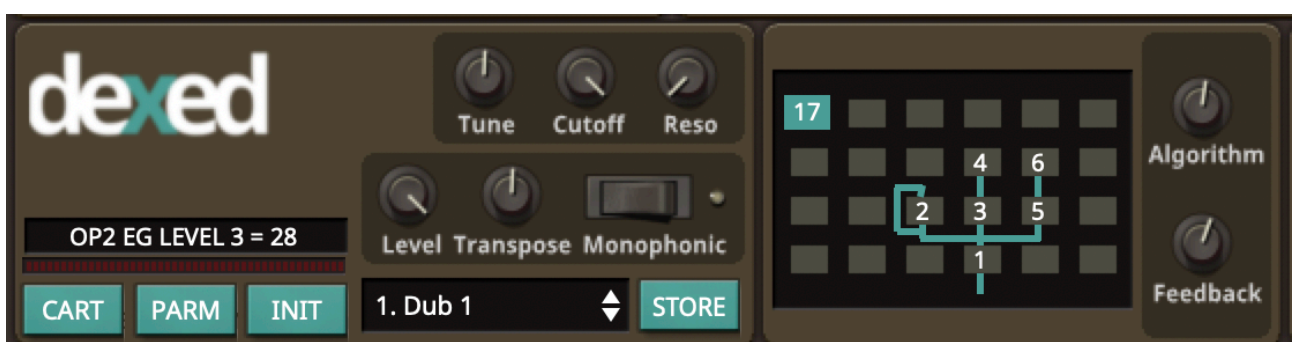 dexed
Tune Cutoff Reso
Level Transpose Monophonic
OP2 EG LEVEL 3 = 28
CART PARM INIT
1. Dub 1
STORE
17
4 6
2 3 5
1
Algorithm
Feedback